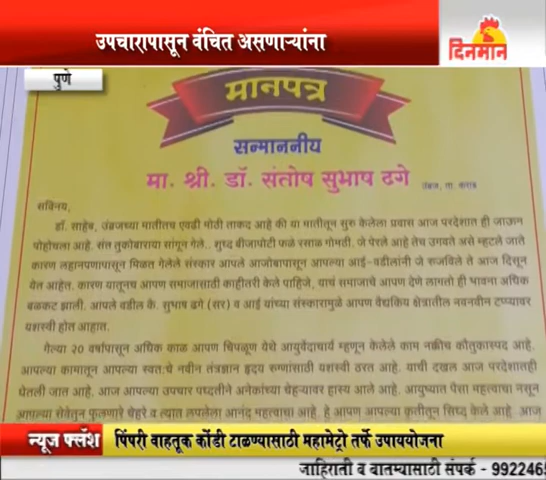 उपचारापासून वंचित असणाऱ्यांना
दिनमान
पुणे
मानपत्र
सन्माननीय
मा. श्री. डॉ. संतोष सुभाष ढगे
उंब्रज, ता. कराड
सविनय,
डॉ. साहेब, उंब्रजच्या मातीतच एवढी मोठी ताकद आहे की या मातीतून सुरु केलेला प्रवास आज परदेशात ही जाऊन
पोहोचला आहे. संत तुकोबाराया सांगून गेले.. सुध्द बीजापोटी फळे रसाळ गोमटी. जे पेरले आहे तेच उगवते असे म्हटले जाते
कारण लहानपणापासून मिळत गेलेले संस्कार आपले आजोबापासून आपल्या आई-वडीलांनी जे रुजविले ते आज दिसून
येत आहेत. कारण यातूनच आपण समाजासाठी काहीतरी केले पाहिजे, याचं समाजाचे आपण देणे लागतो ही भावना अधिक
बळकट झाली. आपले वडील कै. सुभाष ढगे (सर) व आई यांच्या संस्कारामुळे आपण वैद्यकिय क्षेत्रातील नवनवीन टप्प्यावर
यशस्वी होत आहात.
गेल्या २० वर्षापासून अधिक काळ आपण चिपळूण येथे आयुर्वेदाचार्य म्हणून केलेले काम नक्कीच कौतुकास्पद आहे.
आपल्या कामातून आपल्या स्वतःचे नवीन तंत्रज्ञान हृदय रुग्णांसाठी यशस्वी ठरत आहे. याची दखल आज परदेशातही
घेतली जात आहे. आज आपल्या उपचार पध्दतीने अनेकांच्या चेहऱ्यावर हास्य आले आहे. आयुष्यात पैसा महत्वाचा नसून
आपल्या सेवेतून फुलणारे चेहरे व त्यात लपलेला आनंद महत्वाचा आहे. हे आपण आपल्या कृतीतून सिध्द केले आहे. आज
न्यूज फ्लॅश
पिंपरी वाहतूक कोंडी टाळण्यासाठी महामेट्रो तर्फे उपाययोजना
जाहिराती व बातम्यासाठी संपर्क - 992246